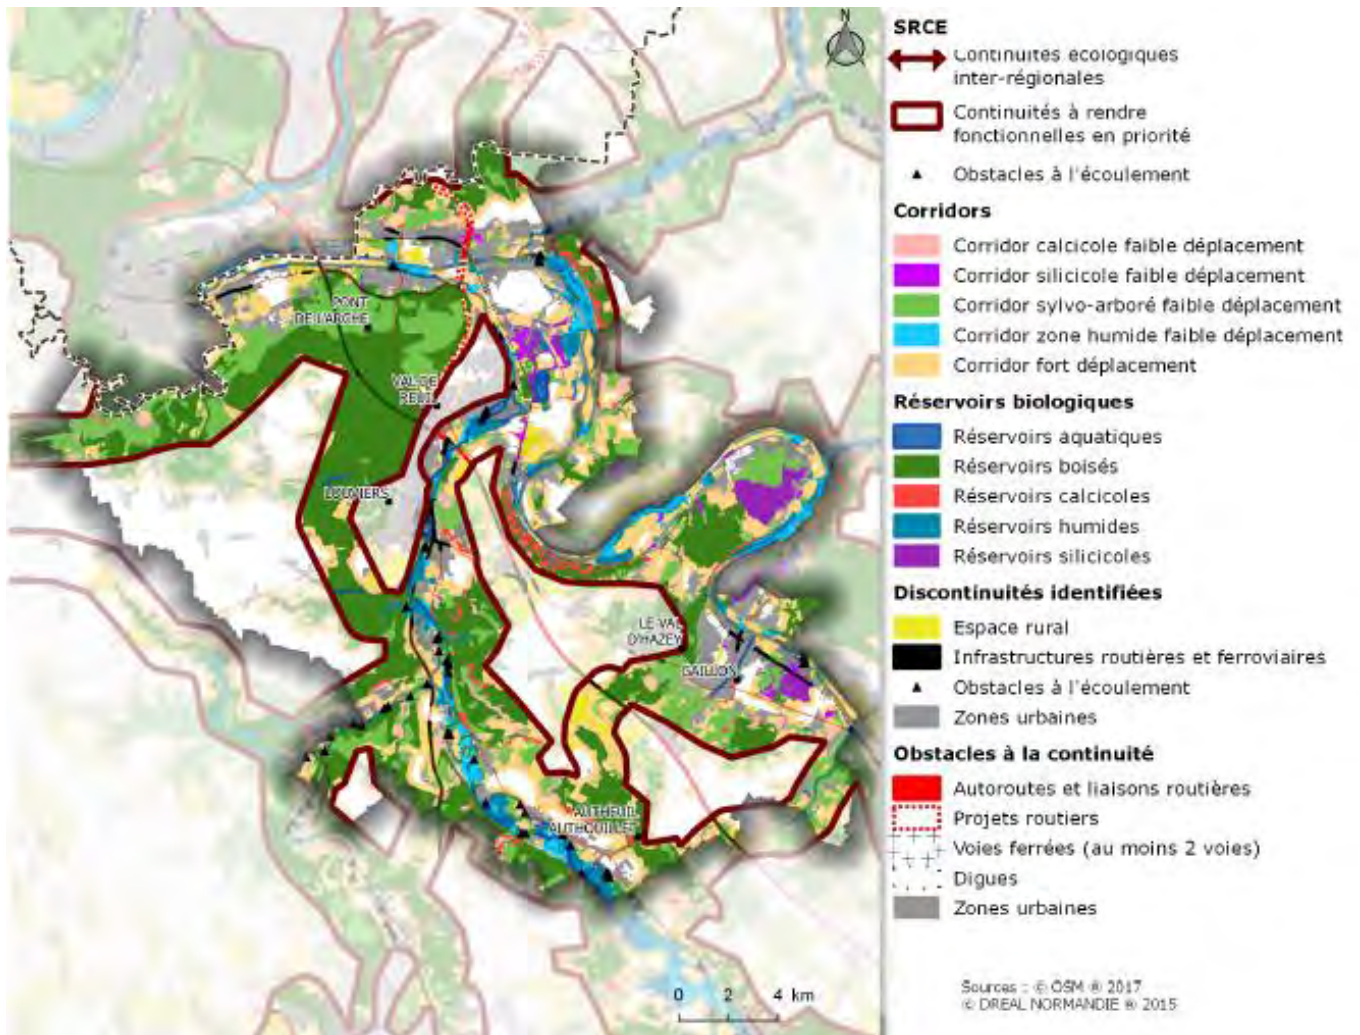 N
PONT
DE L'ARCHE
VAL DE
REUIL
LOUVIERS
LE VAL
D'HAZEY
GAILLON
AUTHEUIL
AUTHOUILLET
0 2 4 km
SRCE
Continuités écologiques
inter-régionales
Continuités à rendre
fonctionnelles en priorité
Obstacles à l'écoulement
Corridors
Corridor calcicole faible déplacement
Corridor silicicole faible déplacement
Corridor sylvo-arboré faible déplacement
Corridor zone humide faible déplacement
Corridor fort déplacement
Réservoirs biologiques
Réservoirs aquatiques
Réservoirs boisés
Réservoirs calcicoles
Réservoirs humides
Réservoirs silicicoles
Discontinuités identifiées
Espace rural
Infrastructures routières et ferroviaires
Obstacles à l'écoulement
Zones urbaines
Obstacles à la continuité
Autoroutes et liaisons routières
Projets routiers
Voies ferrées (au moins 2 voies)
Digues
Zones urbaines
Sources : © OSM ® 2017
© DREAL NORMANDIE ® 2015